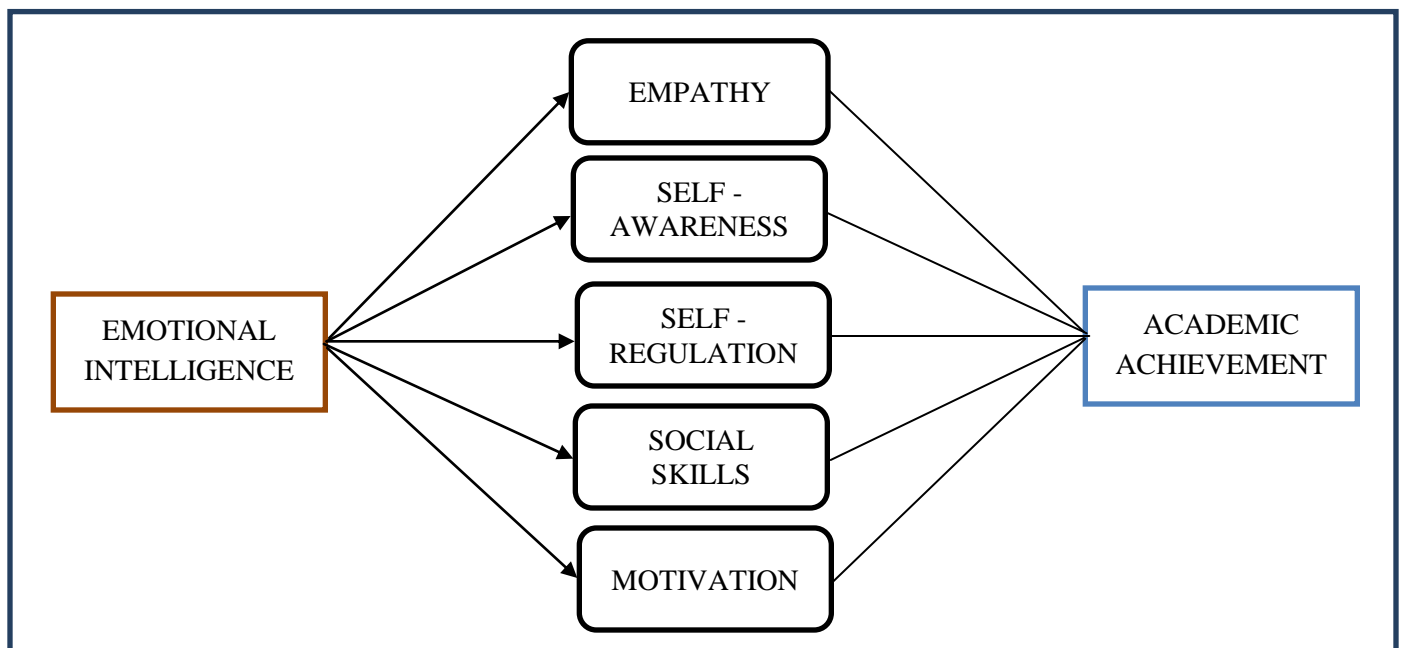 EMPATHY
SELF -
AWARENESS
EMOTIONAL
INTELLIGENCE
SELF -
REGULATION
ACADEMIC
ACHIEVEMENT
SOCIAL
SKILLS
MOTIVATION